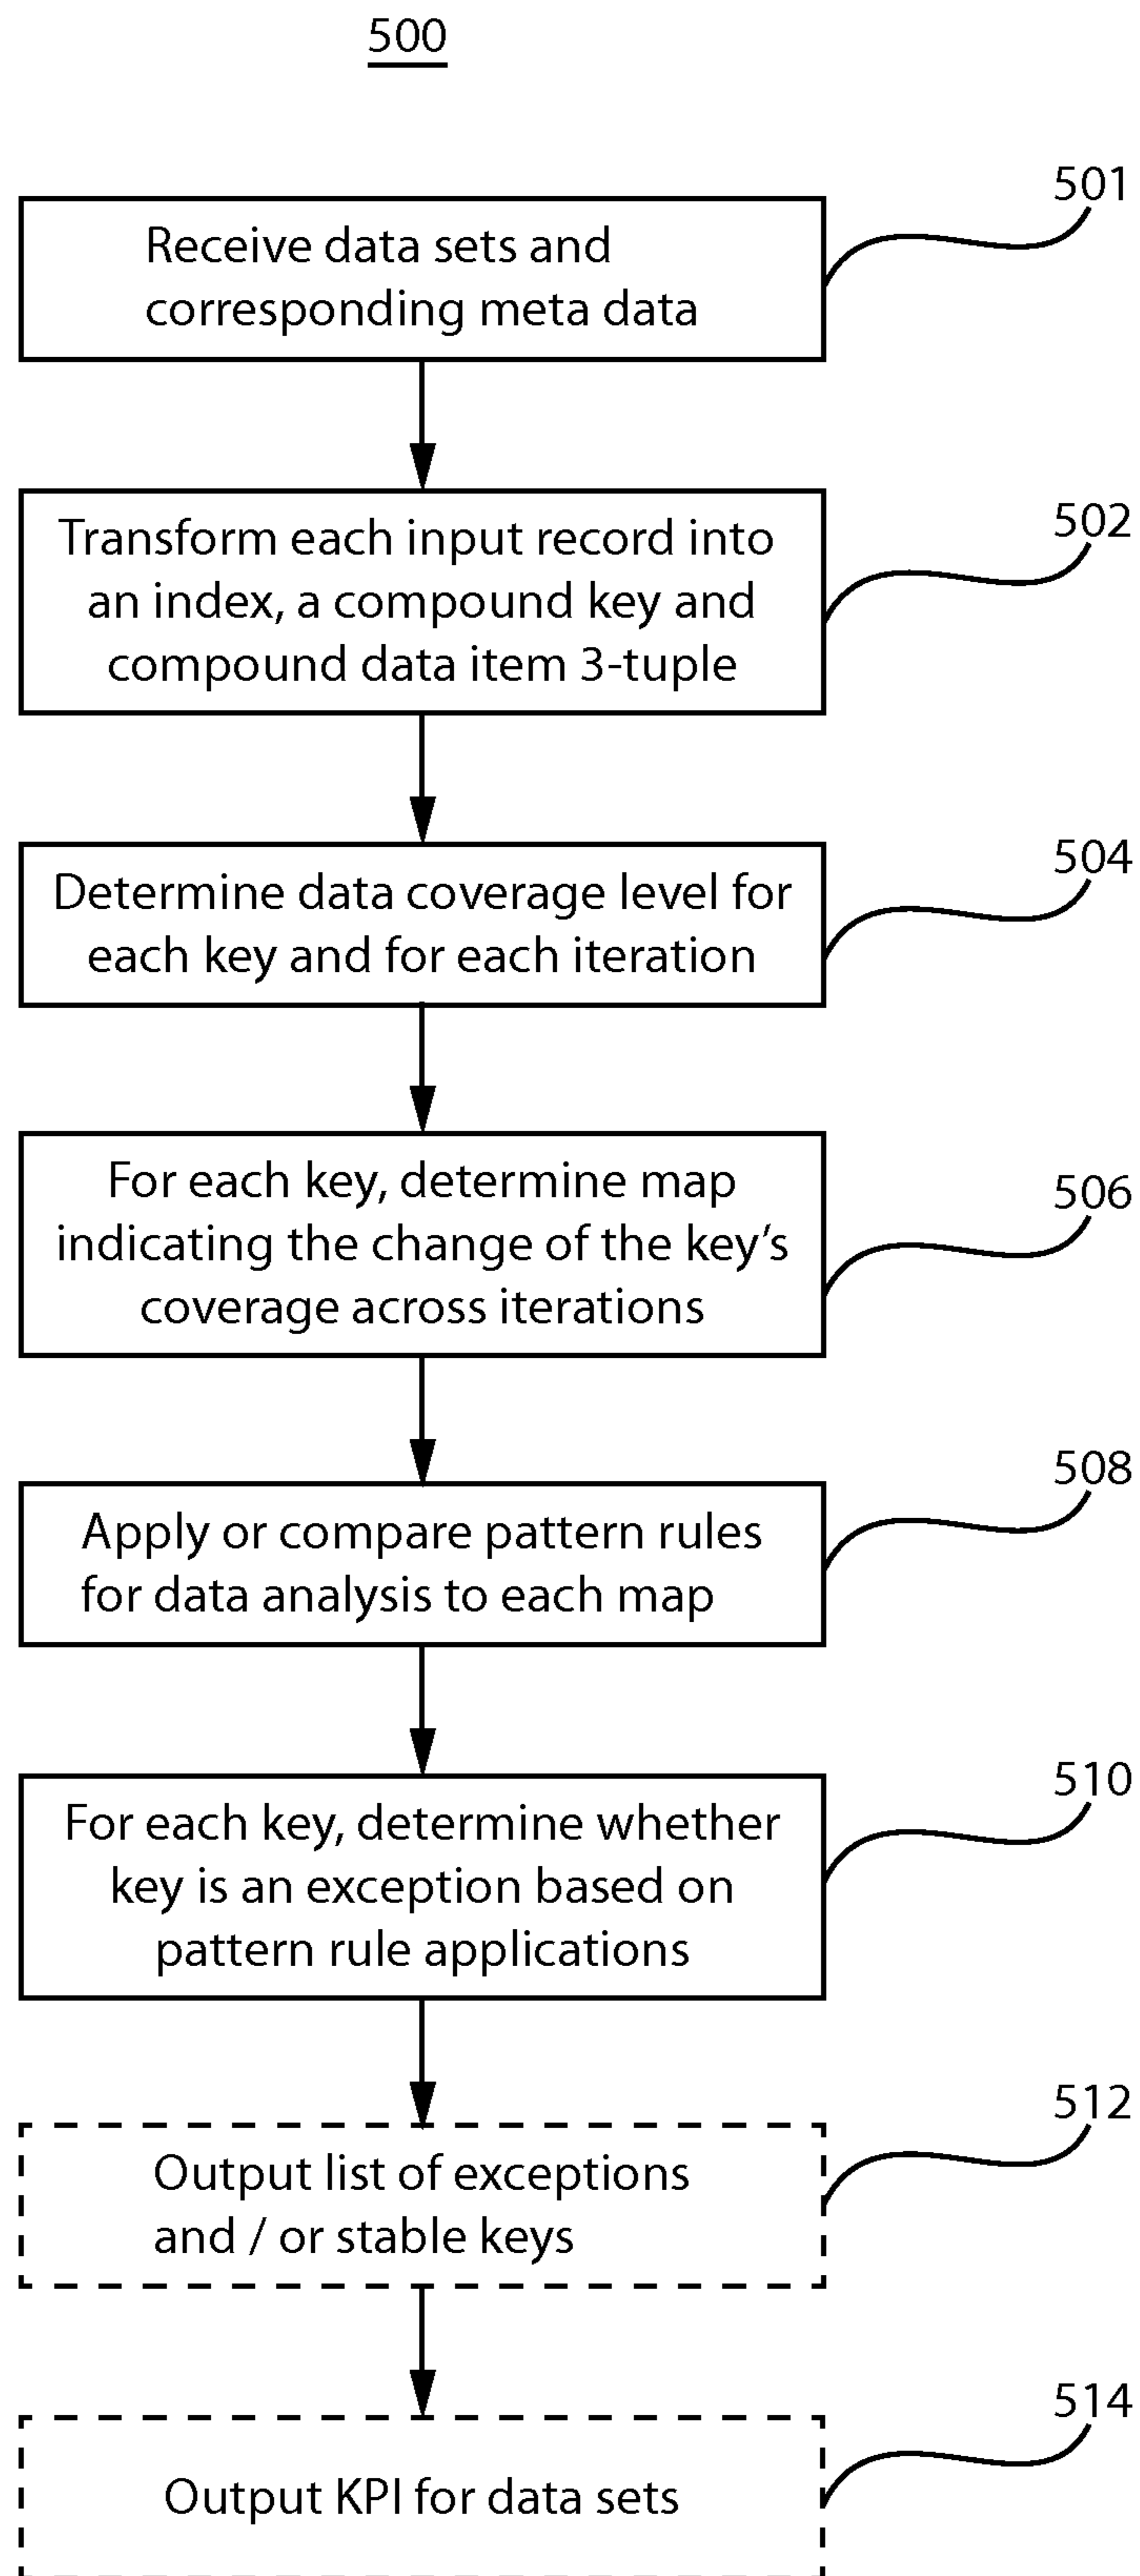 500
501
Receive data sets and
corresponding meta data
502
Transform each input record into
an index, a compound key and
compound data item 3-tuple
504
Determine data coverage level for
each key and for each iteration
506
For each key, determine map
indicating the change of the key’s
coverage across iterations
508
Apply or compare pattern rules
for data analysis to each map
510
For each key, determine whether
key is an exception based on
pattern rule applications
512
Output list of exceptions
and / or stable keys
514
Output KPI for data sets